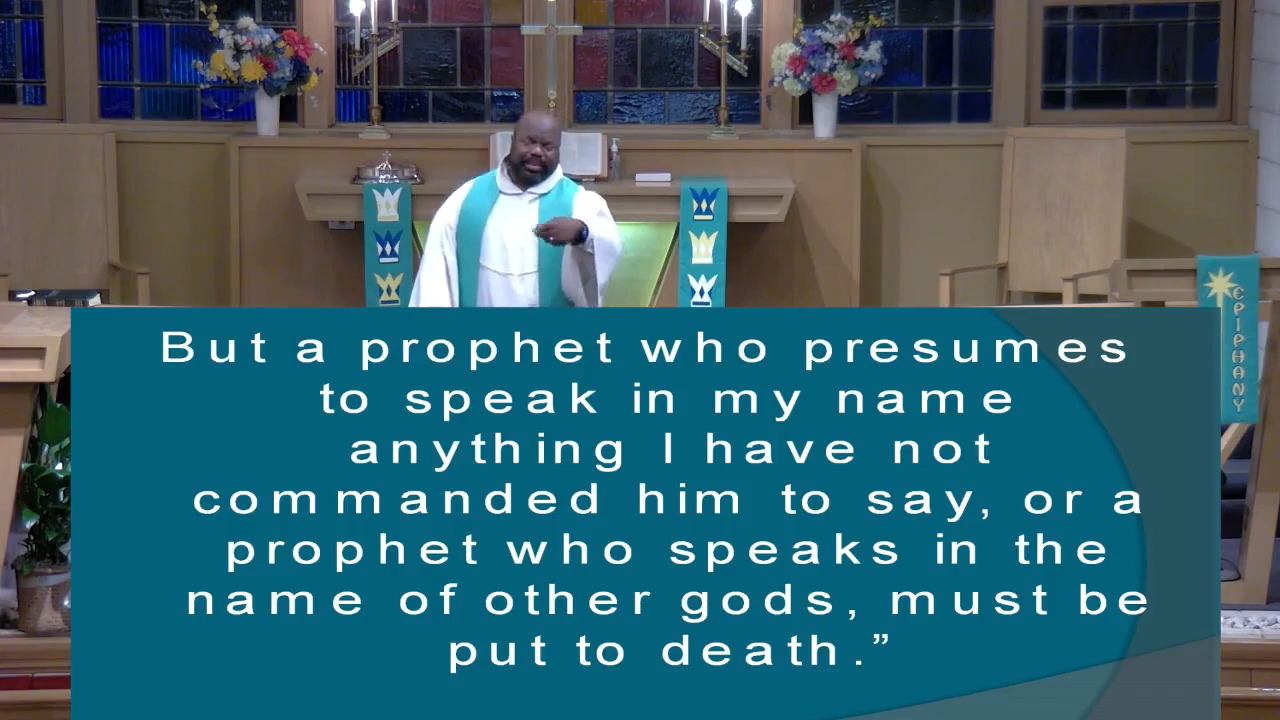 But a prophet who presumes
to speak in my name
anything I have not
commanded him to say, or a
prophet who speaks in the
name of other gods, must be
put to death.”
EPIPHANY